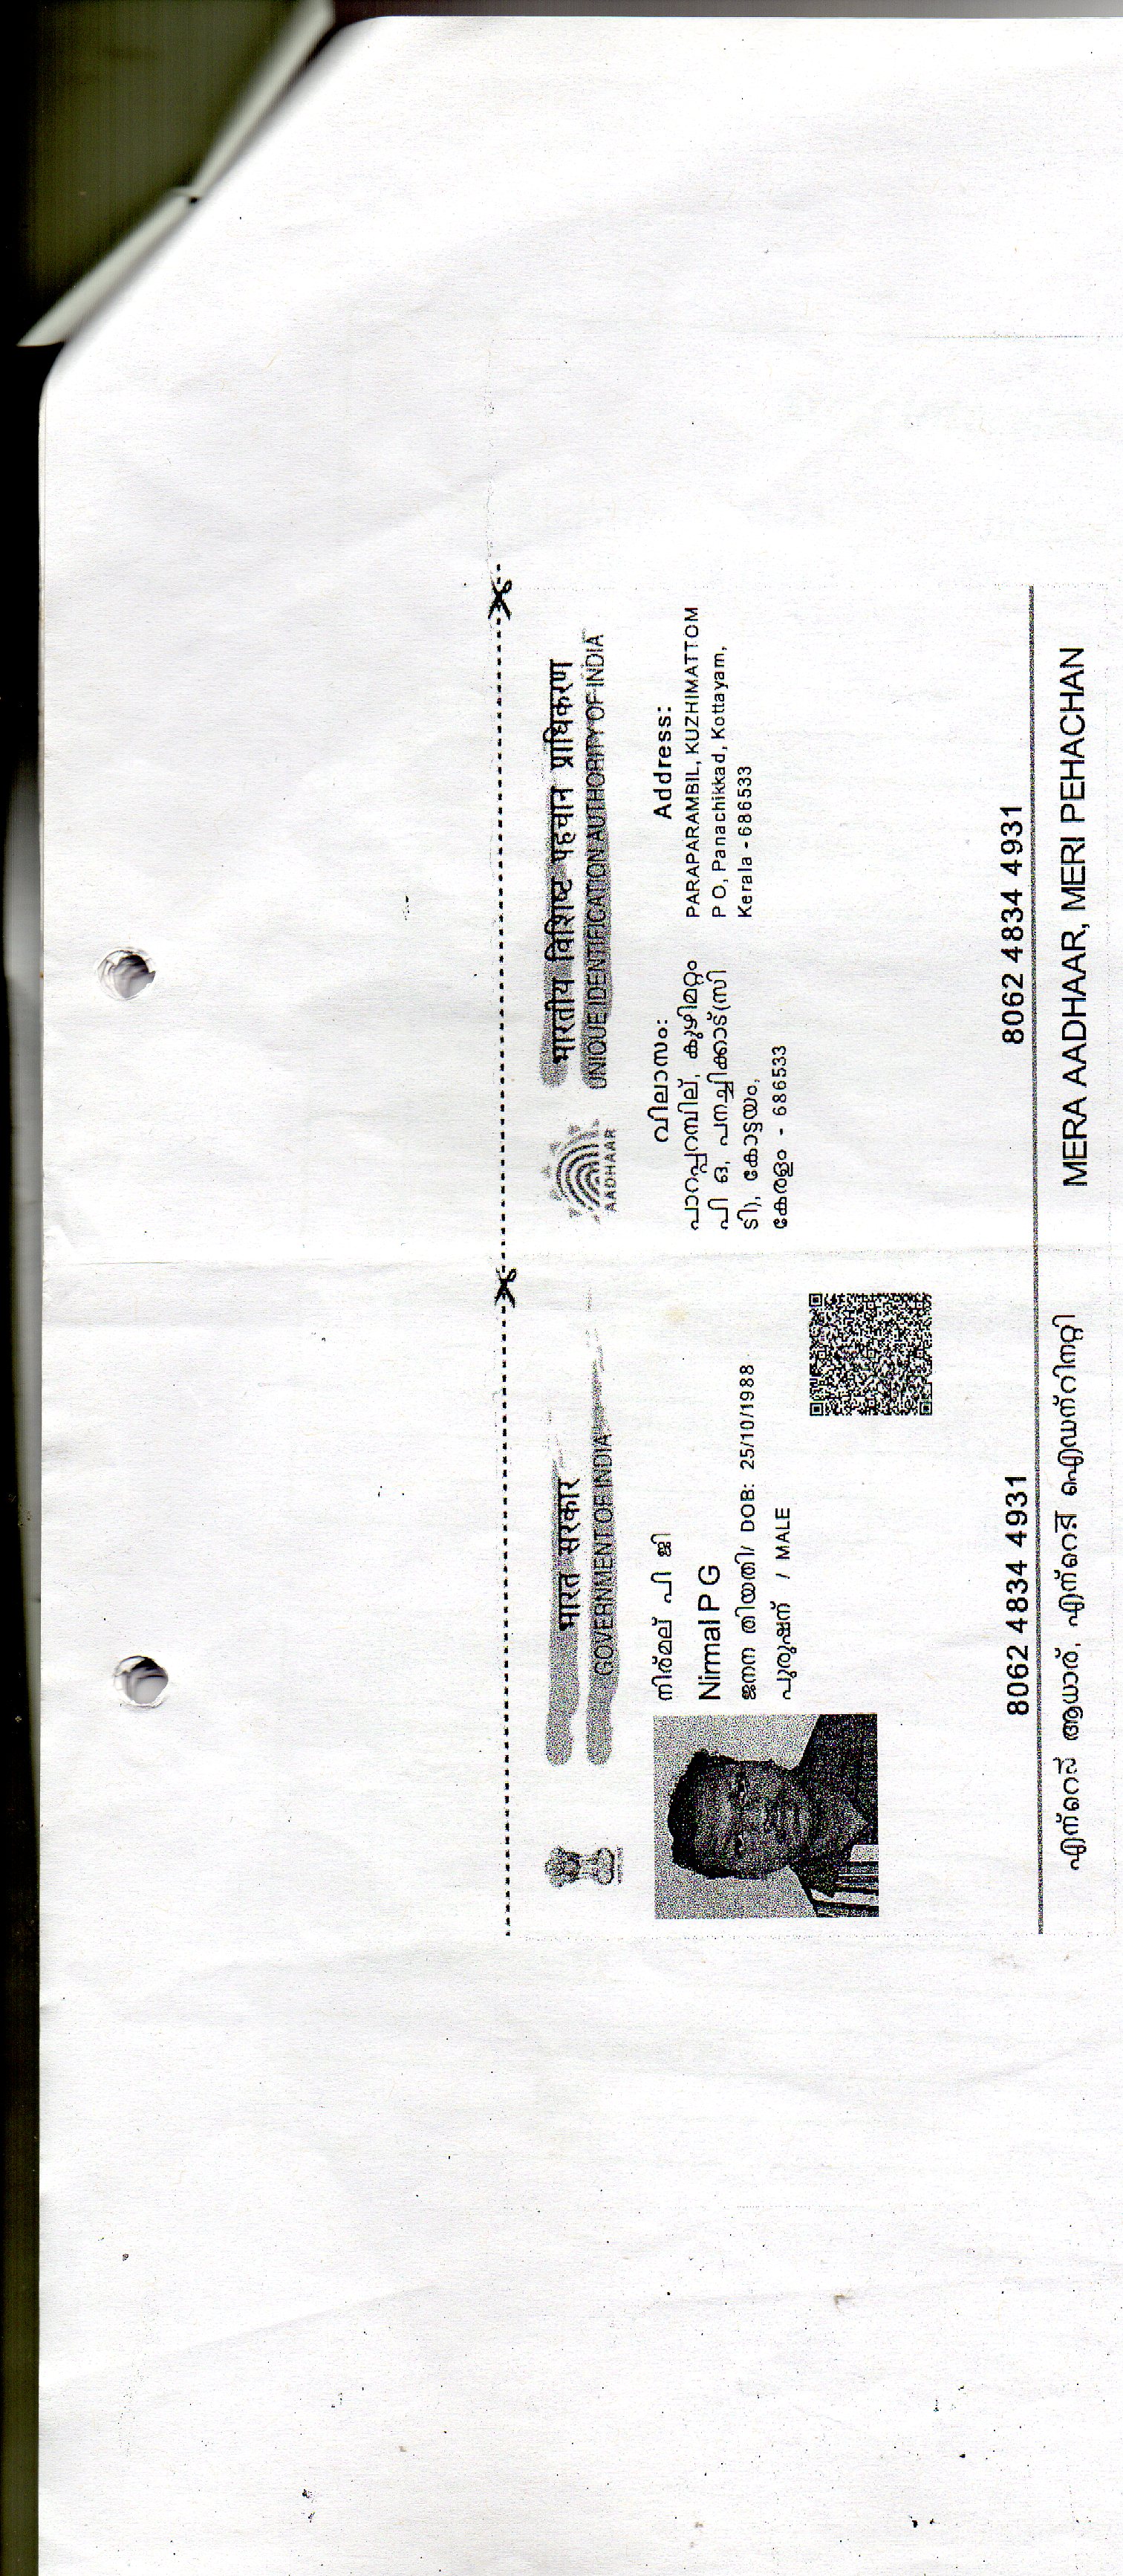 भारत सरकार
GOVERNMENT OF INDIA
നിര്മല് പി ജി
Nirmal P G
ജനന തിയതി/ DOB: 25/10/1988
പുരുഷന് / MALE
8062 4834 4931
എന്റെ ആധാര്, എന്റെ ഐഡന്റിറ്റി
भारतीय विशिष्ट पहचान प्राधिकरण
UNIQUE IDENTIFICATION AUTHORITY OF INDIA
AADHAAR
വിലാസം:
പാറപ്പറമ്പില്, കുഴിമറ്റം
പി ഒ, പനച്ചിക്കാട്(സി
ടി), കോട്ടയം,
കേരളം - 686533
Address:
PARAPARAMBIL, KUZHIMATTOM
P O, Panachikkad, Kottayam,
Kerala - 686533
8062 4834 4931
MERA AADHAAR, MERI PEHACHAN